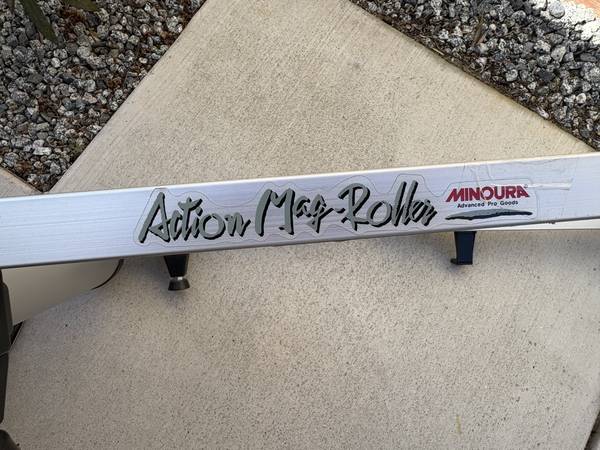 Action Mag-Roller
MINOURA
Advanced Pro Goods